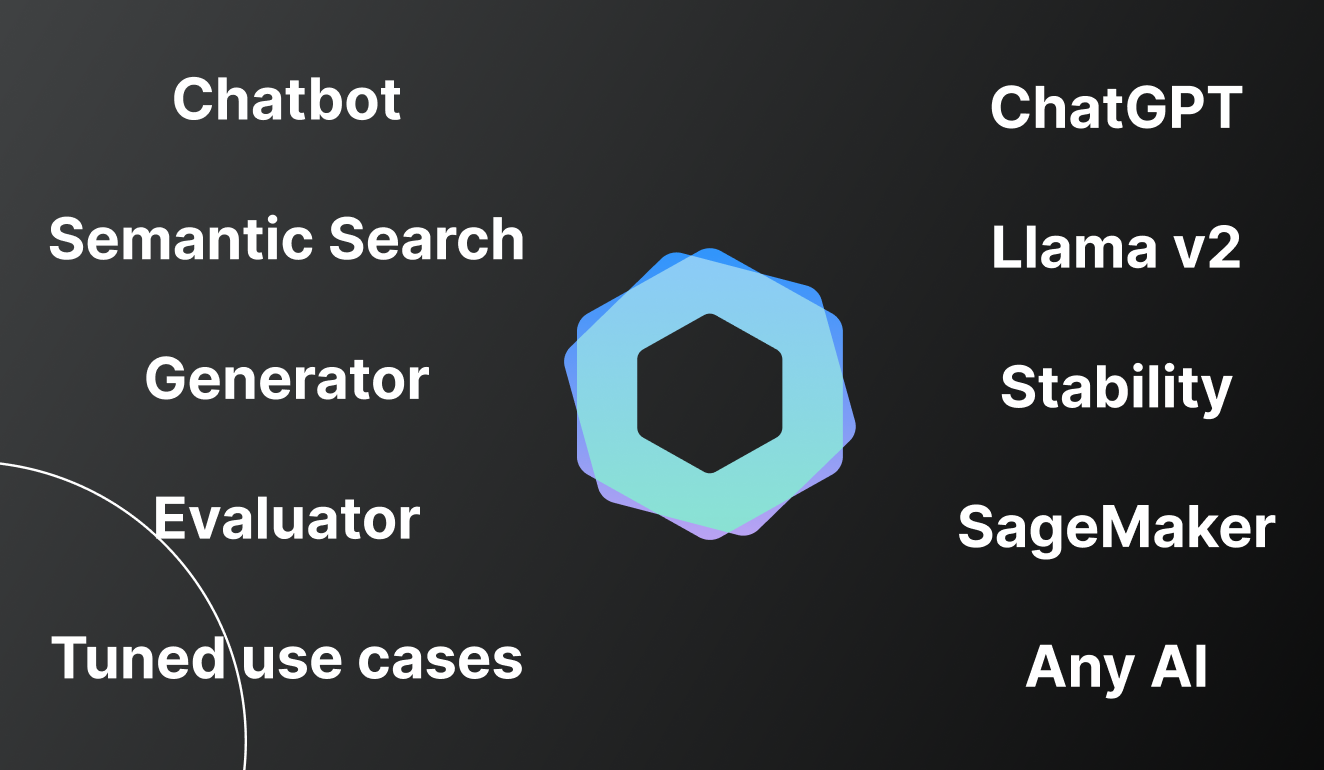 Chatbot
Semantic Search
Generator
Evaluator
Tuned use cases
ChatGPT
Llama v2
Stability
SageMaker
Any AI